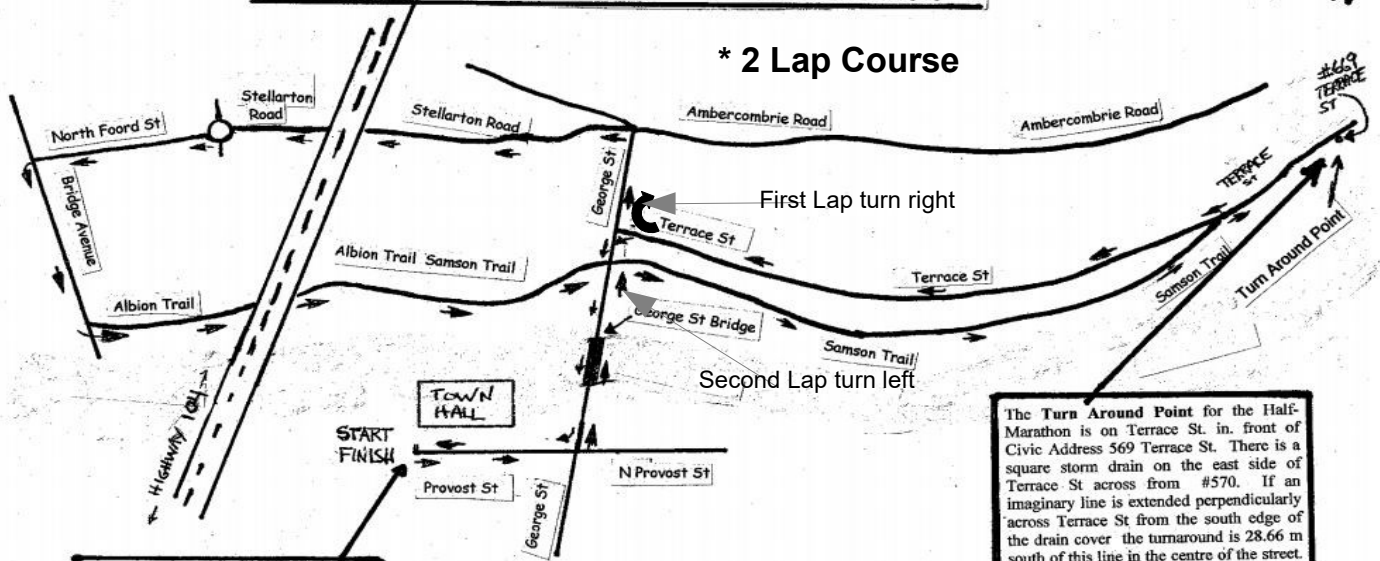 * 2 Lap Course
#669
TERRACE
ST
Stellarton
Road
North Foord St
Stellarton Road
Ambercombrie Road
Ambercombrie Road
George St
TERRACE
ST
First Lap turn right
Bridge Avenue
Terrace St
Albion Trail Samson Trail
Terrace St
Samson Trail
Turn Around Point
Albion Trail
George St Bridge
Samson Trail
Second Lap turn left
HIGHWAY 104
TOWN
HALL
START
FINISH
N Provost St
Provost St
George St
The Turn Around Point for the Half-
Marathon is on Terrace St. in. front of
Civic Address 569 Terrace St. There is a
square storm drain on the east side of
Terrace St across from #570. If an
imaginary line is extended perpendicularly
across Terrace St from the south edge of
the drain cover the turnaround is 28.66 m
south of this line in the centre of the street.